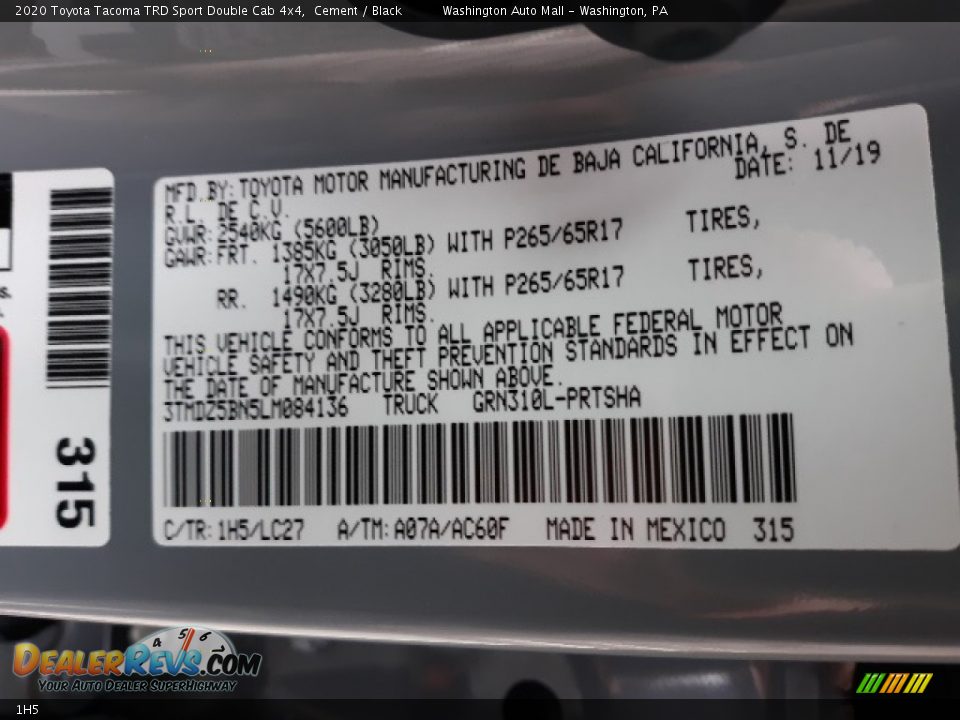 2020 Toyota Tacoma TRD Sport Double Cab 4x4, Cement / Black Washington Auto Mall – Washington, PA
MFD.BY:TOYOTA MOTOR MANUFACTURING DE BAJA CALIFORNIA, S. DE
R.L. DE C.V. DATE: 11/19
GVWR:2540KG (5600LB)
GAWR:FRT. 1385KG (3050LB) WITH P265/65R17 TIRES,
17X7.5J RIMS.
RR. 1490KG (3280LB) WITH P265/65R17 TIRES,
17X7.5J RIMS.
THIS VEHICLE CONFORMS TO ALL APPLICABLE FEDERAL MOTOR
VEHICLE SAFETY AND THEFT PREVENTION STANDARDS IN EFFECT ON
THE DATE OF MANUFACTURE SHOWN ABOVE.
3TMDZ5BN5LM084136 TRUCK GRN310L-PRTSHA
C/TR:1H5/LC27 A/TM:A07A/AC60F MADE IN MEXICO 315
315
4 5 6
DEALERREVS.COM
YOUR AUTO DEALER SUPERHIGHWAY
1H5